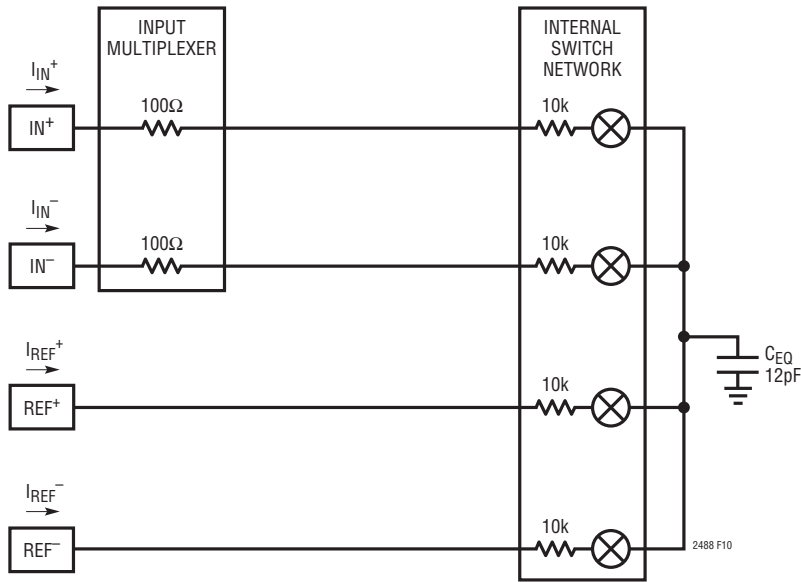 INPUT
MULTIPLEXER
INTERNAL
SWITCH
NETWORK
IIN+
100Ω
10k
IN+
IIN–
100Ω
10k
IN–
IREF+
10k
REF+
CEQ
12pF
IREF–
10k
REF–
2488 F10